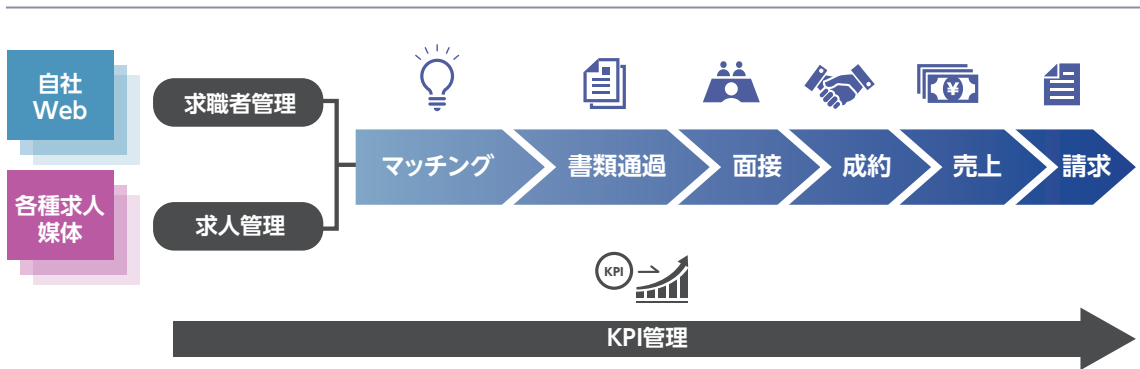 自社
Web
各種求人
媒体
求職者管理
求人管理
マッチング
書類通過
面接
成約
¥
売上
請求
KPI
KPI管理